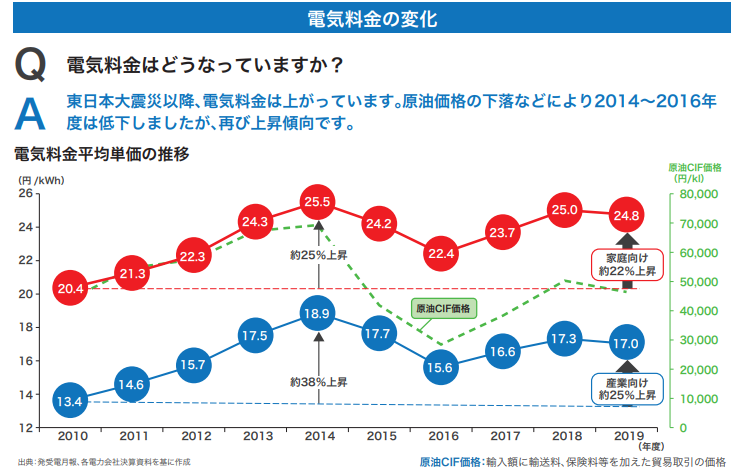 電気料金の変化
Q 電気料金はどうなっていますか？
A 東日本大震災以降、電気料金は上がっています。原油価格の下落などにより2014～2016年
度は低下しましたが、再び上昇傾向です。
電気料金平均単価の推移
(円/kWh)
原油CIF価格
(円/kl)
26
24
22
20
18
16
14
12
80,000
70,000
60,000
50,000
40,000
30,000
20,000
10,000
0
20.4
21.3
22.3
24.3
25.5
24.2
22.4
23.7
25.0
24.8
約25%上昇
家庭向け
約22%上昇
原油CIF価格
13.4
14.6
15.7
17.5
18.9
17.7
15.6
16.6
17.3
17.0
約38%上昇
産業向け
約25%上昇
2010 2011 2012 2013 2014 2015 2016 2017 2018 2019
(年度)
出典：発受電月報、各電力会社決算資料を基に作成
原油CIF価格：輸入額に輸送料、保険料等を加えた貿易取引の価格